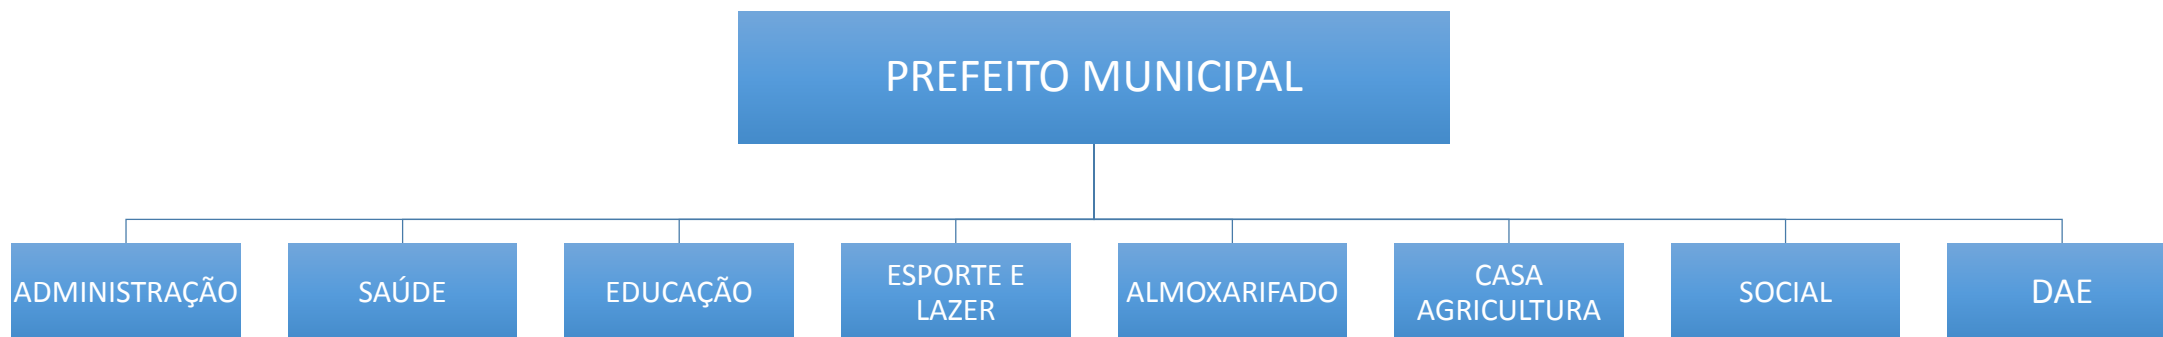 PREFEITO MUNICIPAL
ADMINISTRAÇÃO
SAÚDE
EDUCAÇÃO
ESPORTE E
LAZER
ALMOXARIFADO
CASA
AGRICULTURA
SOCIAL
DAE